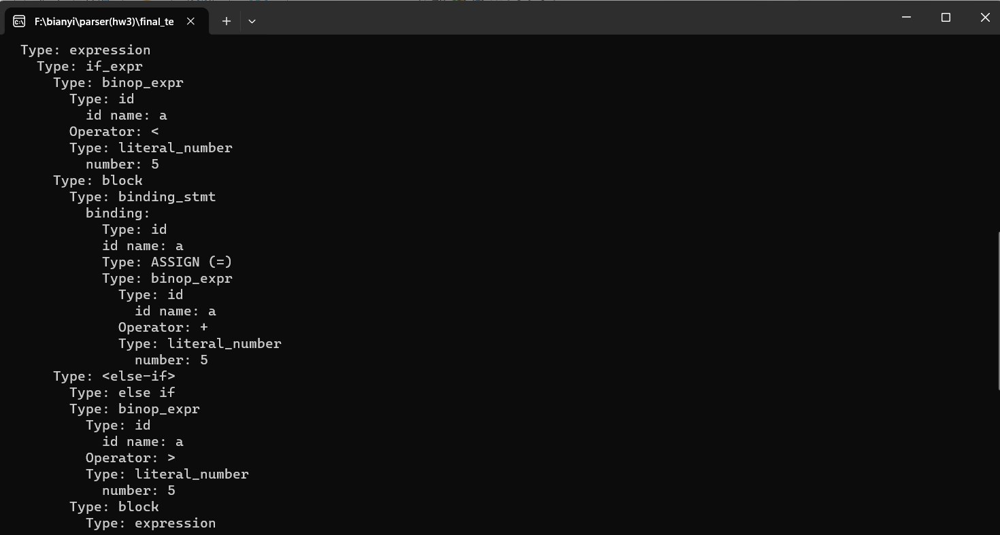 F:\bianyi\parser(hw3)\final_te
Type: expression
Type: if_expr
Type: binop_expr
Type: id
id name: a
Operator: <
Type: literal_number
number: 5
Type: block
Type: binding_stmt
binding:
Type: id
id name: a
Type: ASSIGN (=)
Type: binop_expr
Type: id
id name: a
Operator: +
Type: literal_number
number: 5
Type: <else-if>
Type: else if
Type: binop_expr
Type: id
id name: a
Operator: >
Type: literal_number
number: 5
Type: block
Type: expression